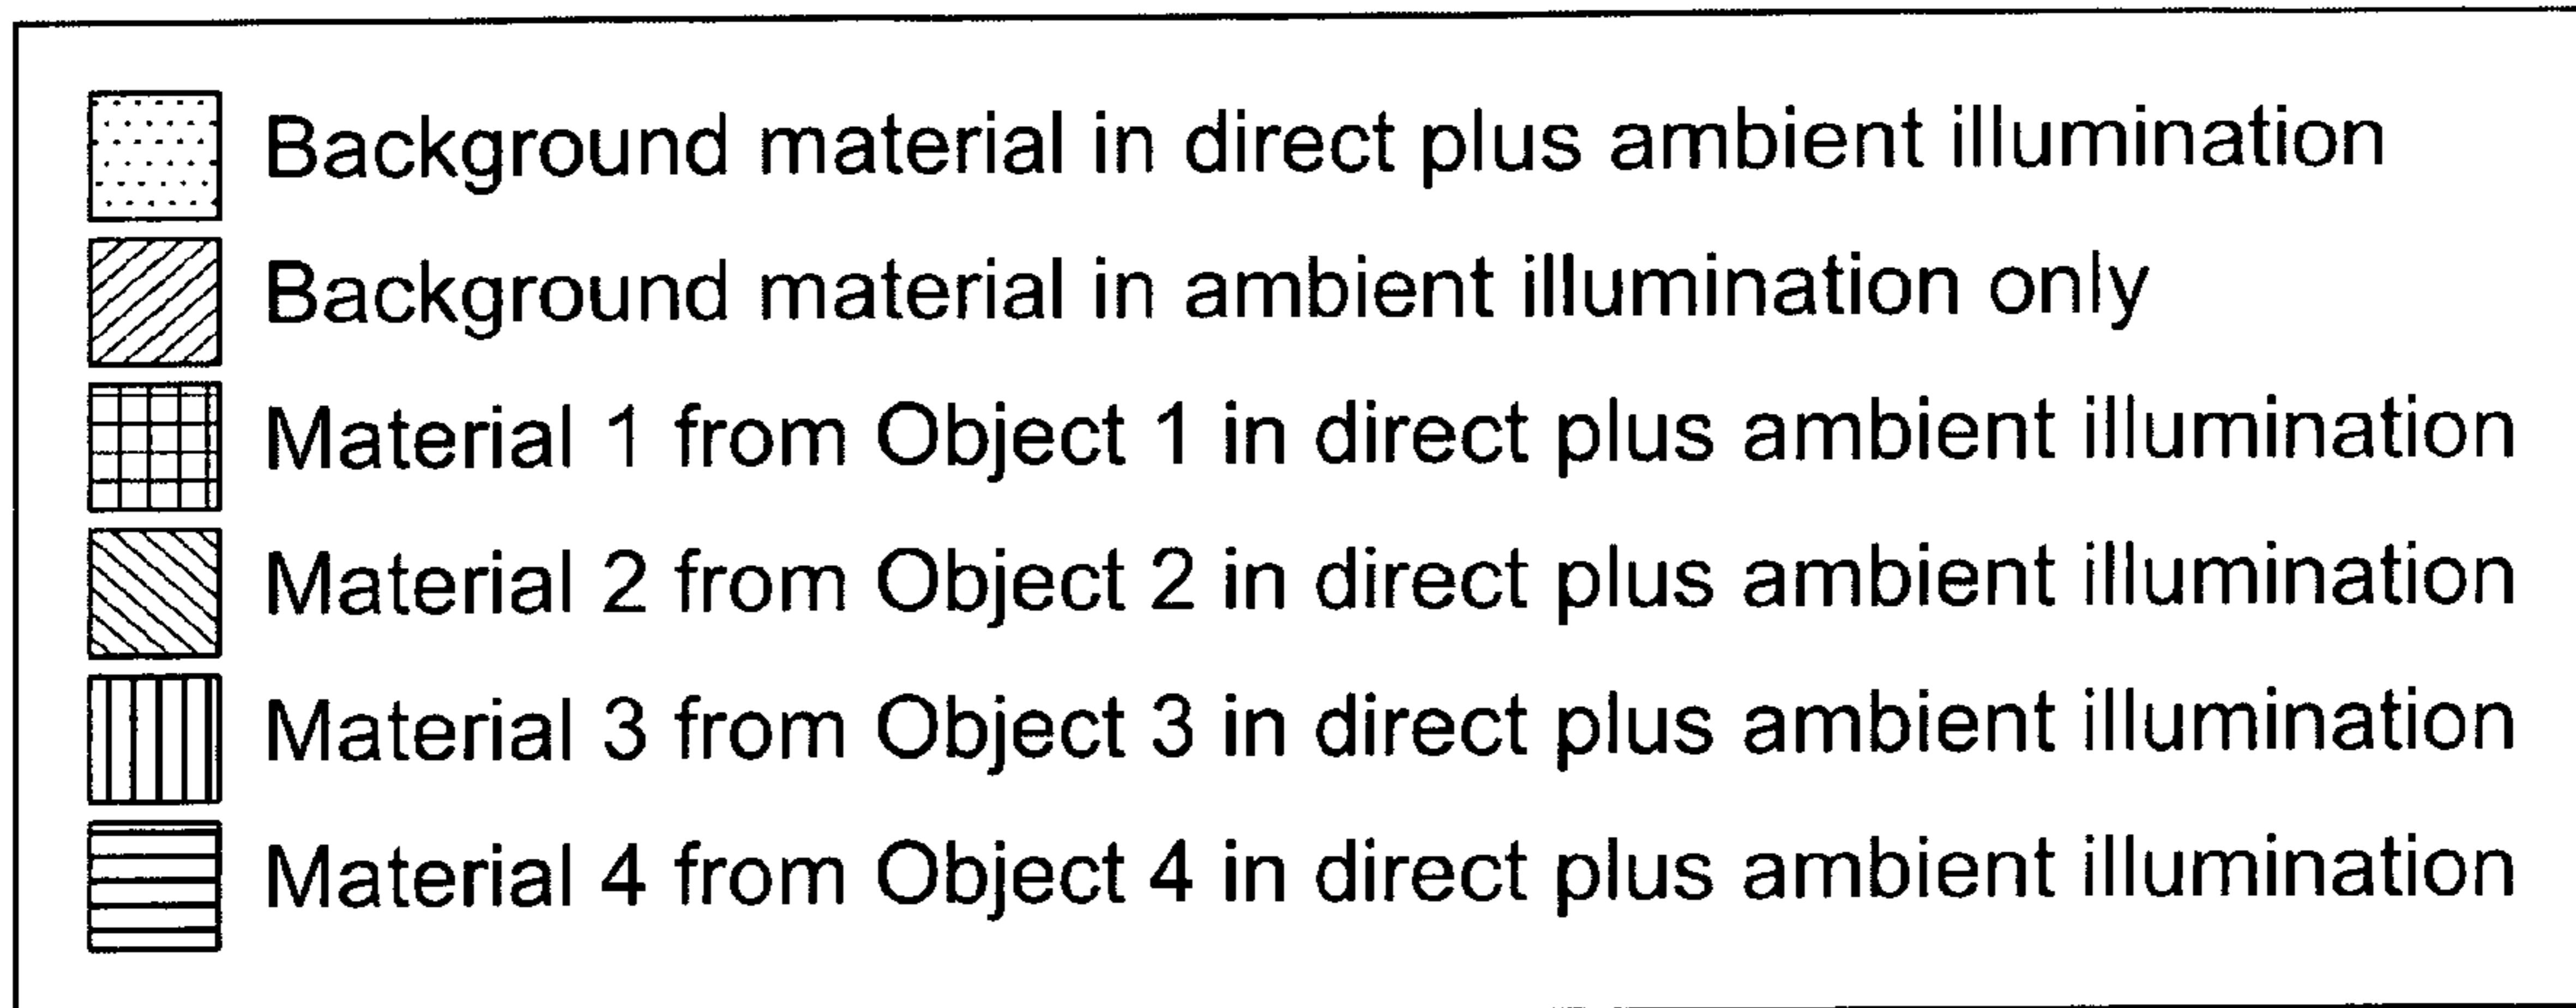 Background material in direct plus ambient illumination
Background material in ambient illumination only
Material 1 from Object 1 in direct plus ambient illumination
Material 2 from Object 2 in direct plus ambient illumination
Material 3 from Object 3 in direct plus ambient illumination
Material 4 from Object 4 in direct plus ambient illumination